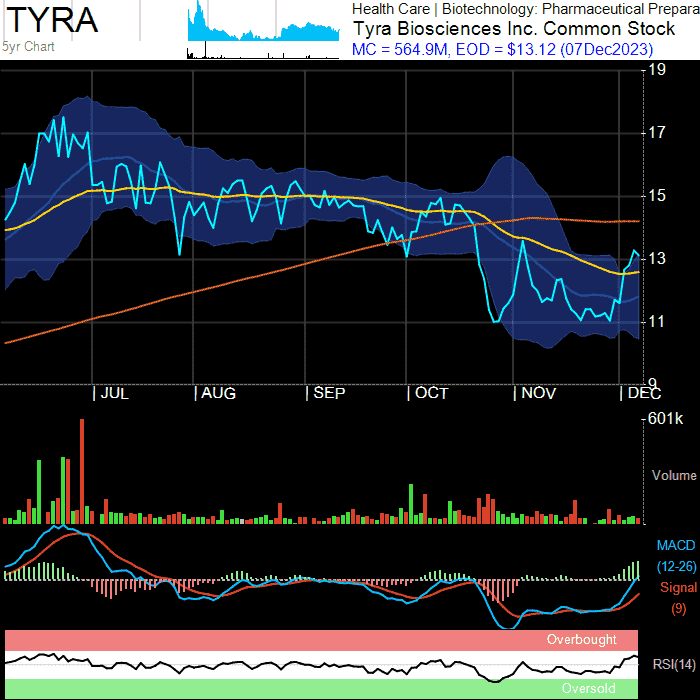 TYRA
5yr Chart
Health Care | Biotechnology: Pharmaceutical Prepara
Tyra Biosciences Inc. Common Stock
MC = 564.9M, EOD = $13.12 (07Dec2023)
19
17
15
13
11
9
| JUL
| AUG
| SEP
| OCT
| NOV
| DEC
601k
Volume
MACD
(12-26)
Signal
(9)
Overbought
RSI(14)
Oversold